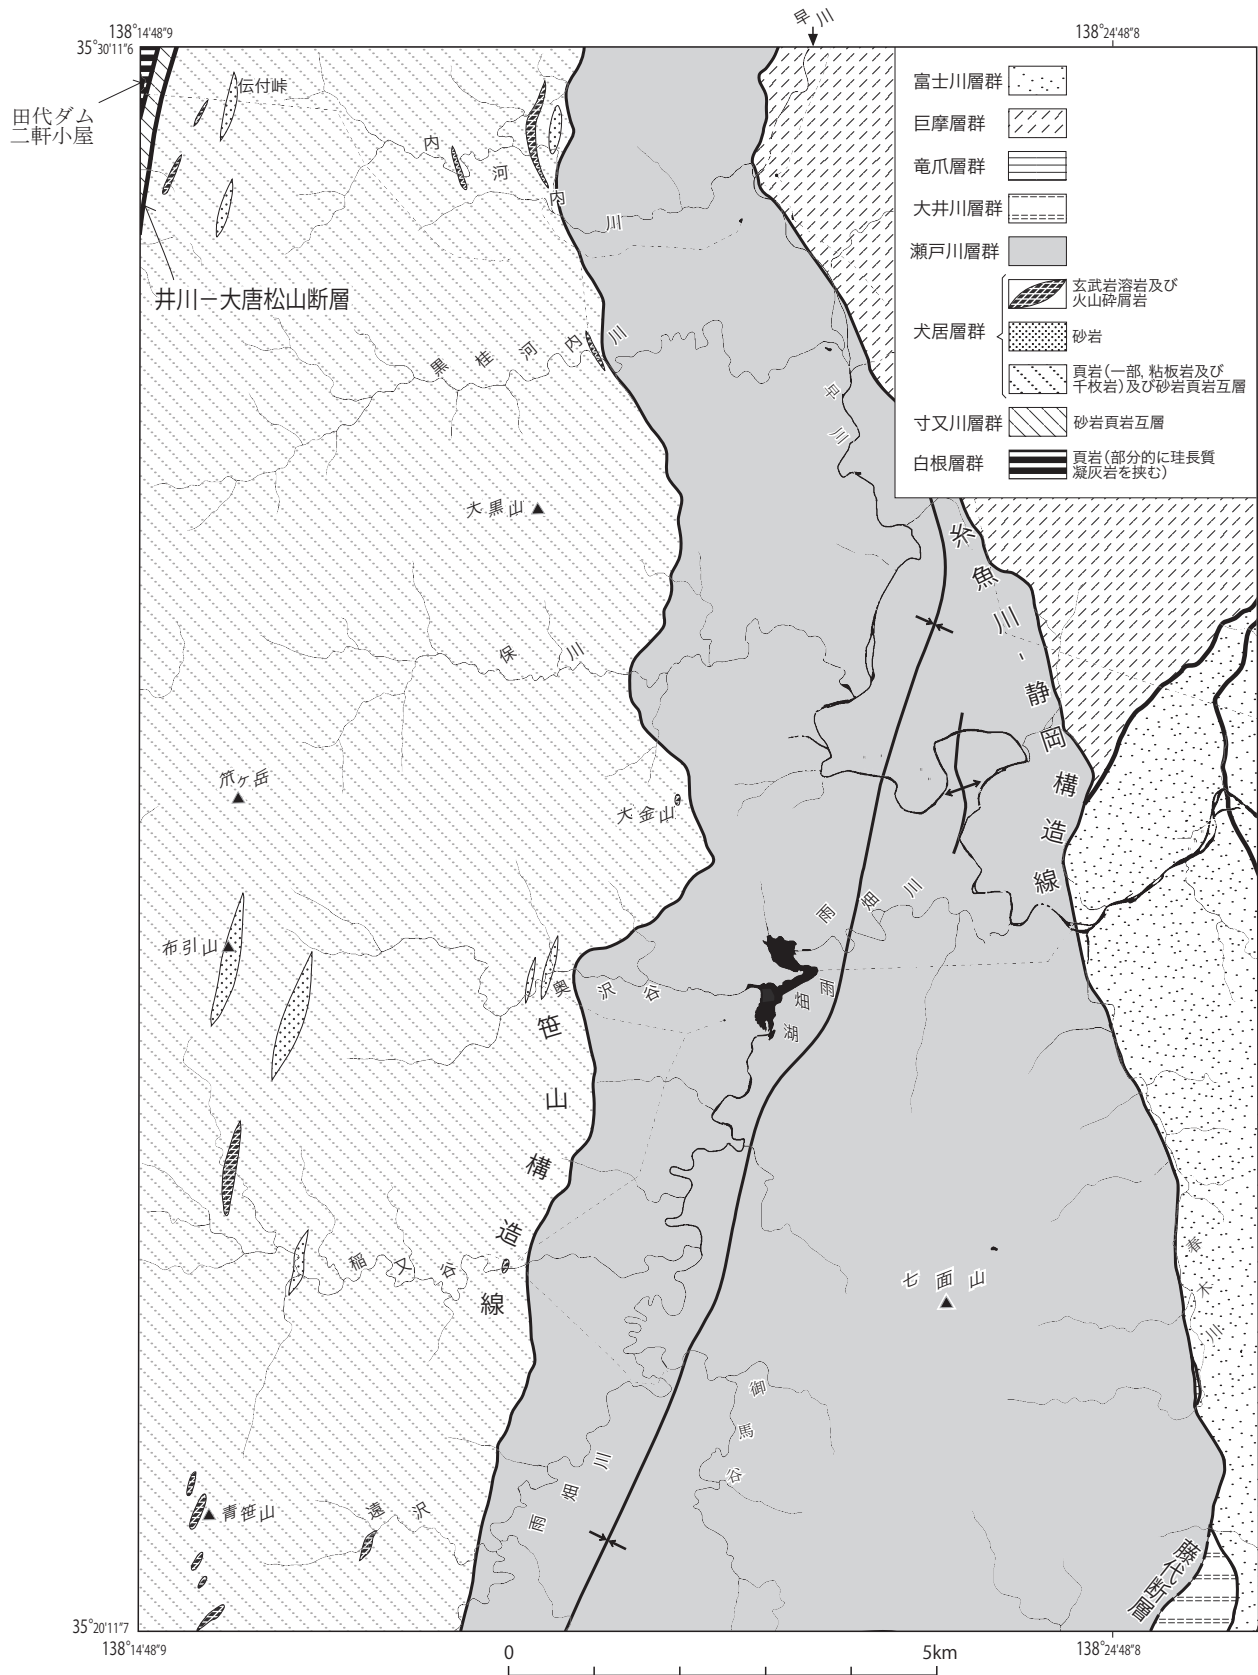 早川
138°14'48"9
138°24'48"8
35°30'11"6
伝付峠
田代ダム
二軒小屋
内河内川
井川－大唐松山断層
黒桂河内川
早川
大黒山
保川
笊ヶ岳
大金山
糸魚川-静岡構造線
雨畑川
布引山
奥沢谷
雨畑湖
笹山構造線
稲又谷
七面山
春木川
御馬谷
雨畑川
青笹山
遠沢
藤代断層
富士川層群
巨摩層群
竜爪層群
大井川層群
瀬戸川層群
犬居層群
玄武岩溶岩及び
火山砕屑岩
砂岩
頁岩（一部, 粘板岩及び
千枚岩）及び砂岩頁岩互層
寸又川層群
砂岩頁岩互層
白根層群
頁岩（部分的に珪長質
凝灰岩を挟む）
35°20'11"7
138°14'48"9
138°24'48"8
0
5km